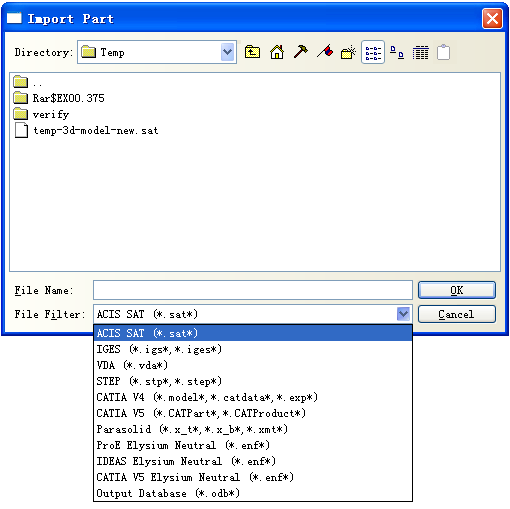 Import Part
Directory: Temp
..
Rar$EX00.375
verify
temp-3d-model-new.sat
File Name: OK
File Filter: ACIS SAT (*.sat*) Cancel
ACIS SAT (*.sat*)
IGES (*.igs*,*.iges*)
VDA (*.vda*)
STEP (*.stp*,*.step*)
CATIA V4 (*.model*,*.catdata*,*.exp*)
CATIA V5 (*.CATPart*,*.CATProduct*)
Parasolid (*.x_t*,*.x_b*,*.xmt*)
ProE Elysium Neutral (*.enf*)
IDEAS Elysium Neutral (*.enf*)
CATIA V5 Elysium Neutral (*.enf*)
Output Database (*.odb*)